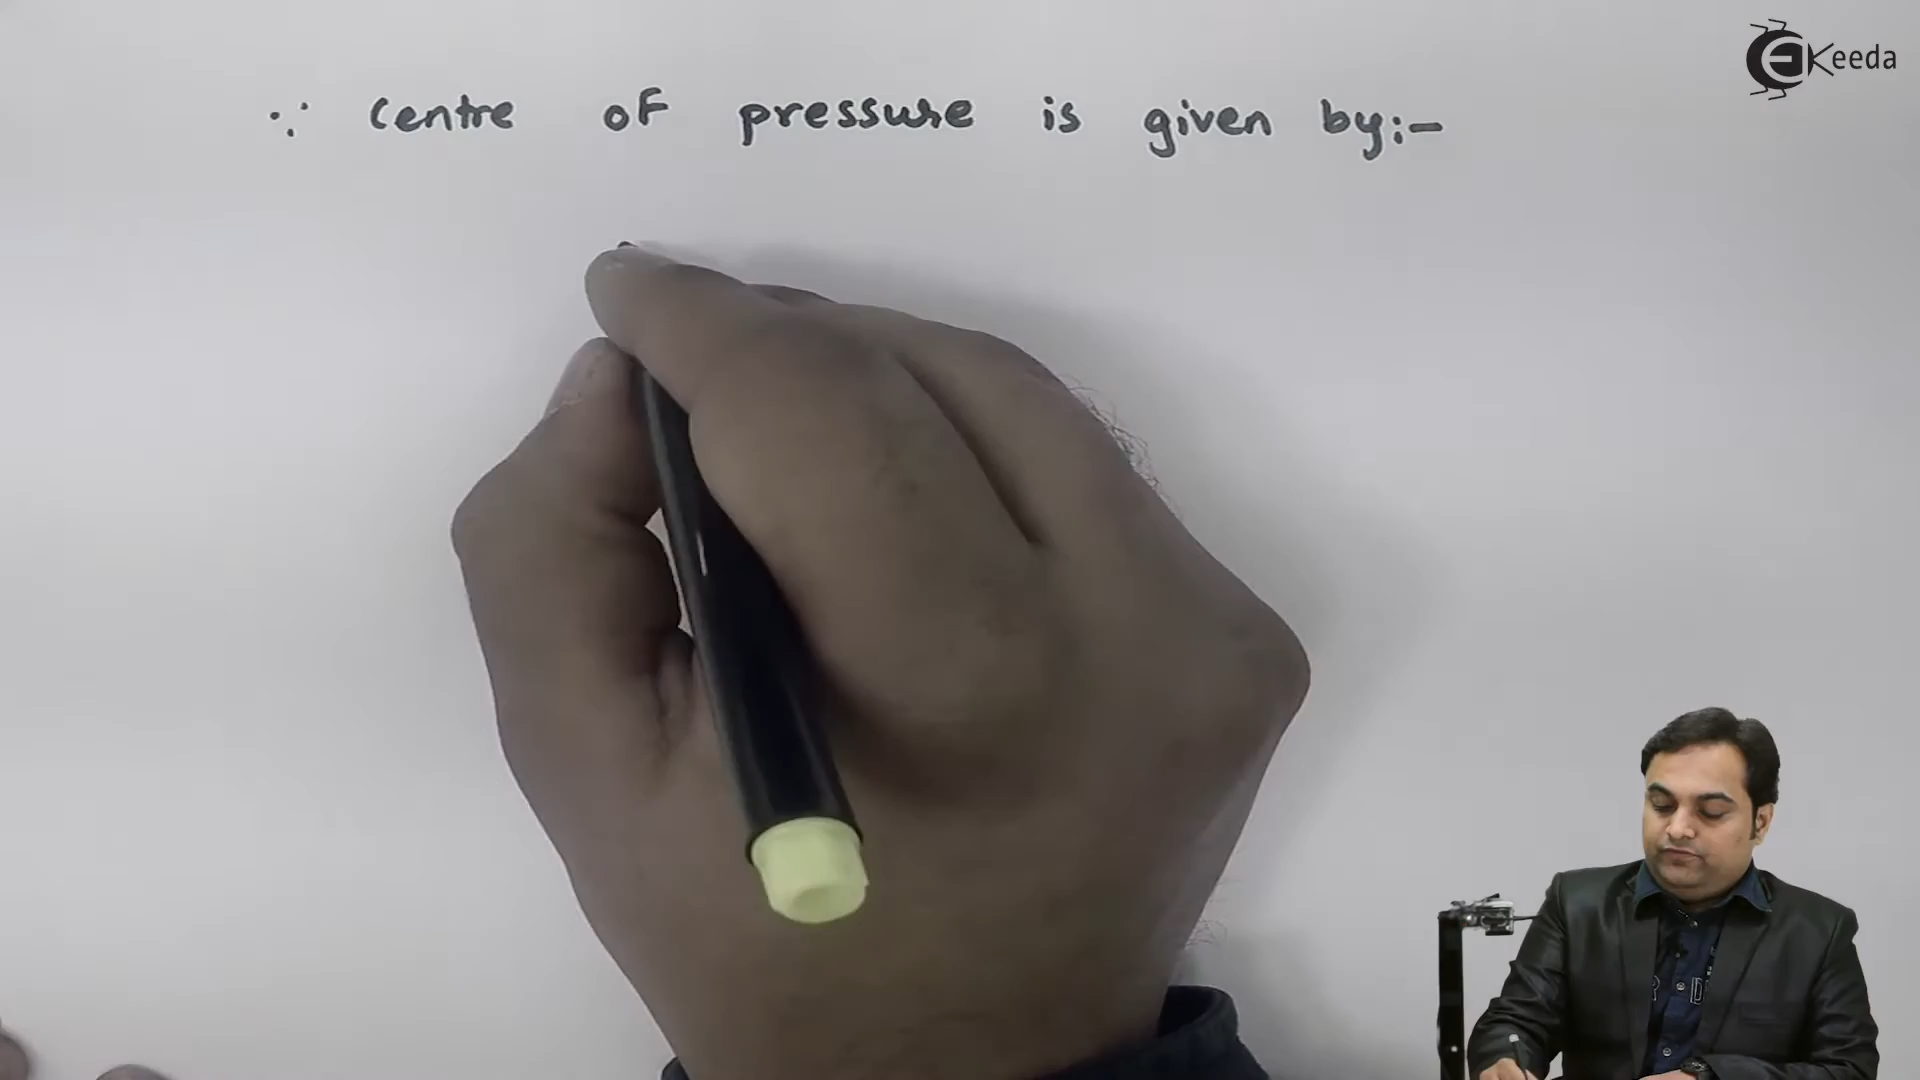 ∵ Centre of pressure is given by:-
EKeeda